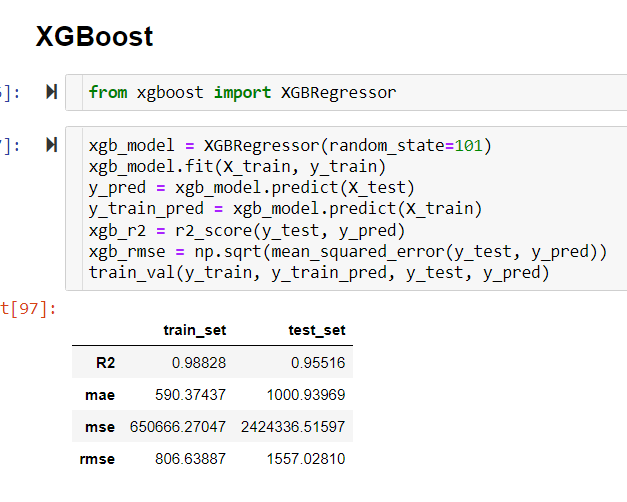 XGBoost
]:
from xgboost import XGBRegressor
]:
xgb_model = XGBRegressor(random_state=101)
xgb_model.fit(X_train, y_train)
y_pred = xgb_model.predict(X_test)
y_train_pred = xgb_model.predict(X_train)
xgb_r2 = r2_score(y_test, y_pred)
xgb_rmse = np.sqrt(mean_squared_error(y_test, y_pred))
train_val(y_train, y_train_pred, y_test, y_pred)
t[97]:
train_set test_set
R2 0.98828 0.95516
mae 590.37437 1000.93969
mse 650666.27047 2424336.51597
rmse 806.63887 1557.02810